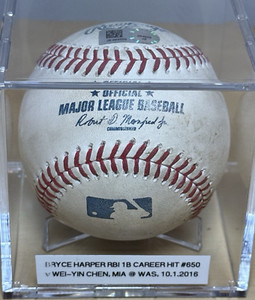 OFFICIAL
MAJOR LEAGUE BASEBALL
Robert D. Manfred Jr.
COMMISSIONER
BRYCE HARPER RBI 1B CAREER HIT #650
WEI-YIN CHEN, MIA @ WAS, 10.1.2016